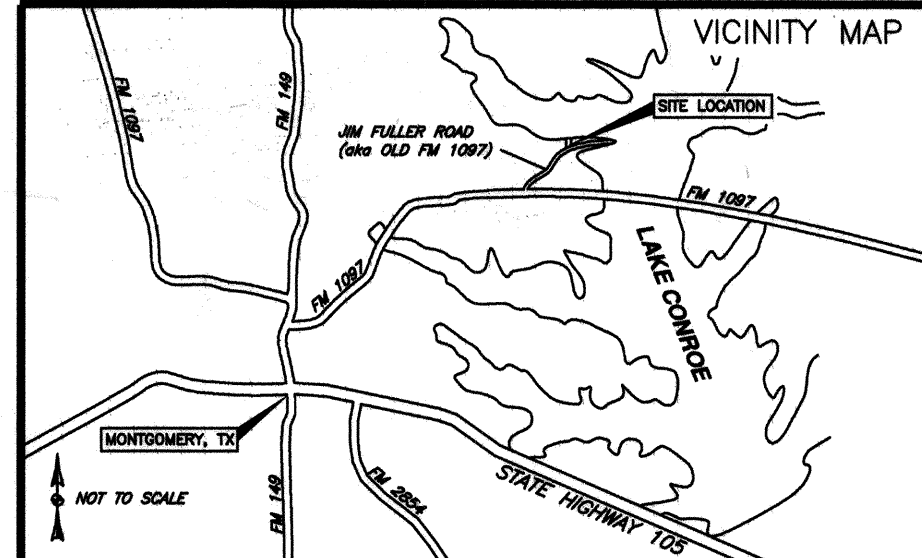 VICINITY MAP
FM 1097
FM 149
SITE LOCATION
JIM FULLER ROAD
(aka OLD FM 1097)
FM 1097
LAKE CONROE
FM 1097
MONTGOMERY, TX
NOT TO SCALE
FM 149
FM 2854
STATE HIGHWAY 105